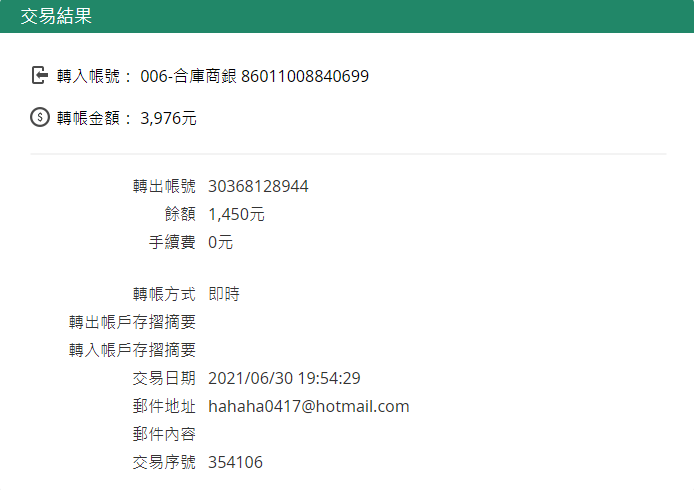 交易結果
轉入帳號： 006-合庫商銀 86011008840699
轉帳金額： 3,976元
轉出帳號 30368128944
餘額 1,450元
手續費 0元
轉帳方式 即時
轉出帳戶存摺摘要
轉入帳戶存摺摘要
交易日期 2021/06/30 19:54:29
郵件地址 hahaha0417@hotmail.com
郵件內容
交易序號 354106